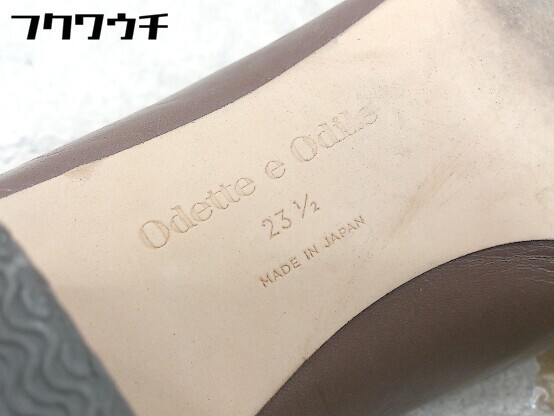 フクワウチ
Odette e Odile
23 ½
MADE IN JAPAN